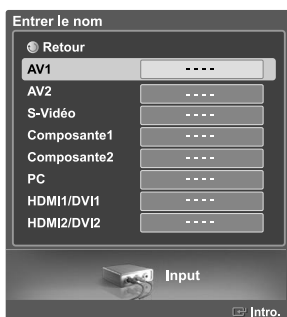 Entrer le nom
Retour
AV1 - - - -
AV2 - - - -
S-Vidéo - - - -
Composante1 - - - -
Composante2 - - - -
PC - - - -
HDMI1/DVI1 - - - -
HDMI2/DVI2 - - - -
Input
Intro.